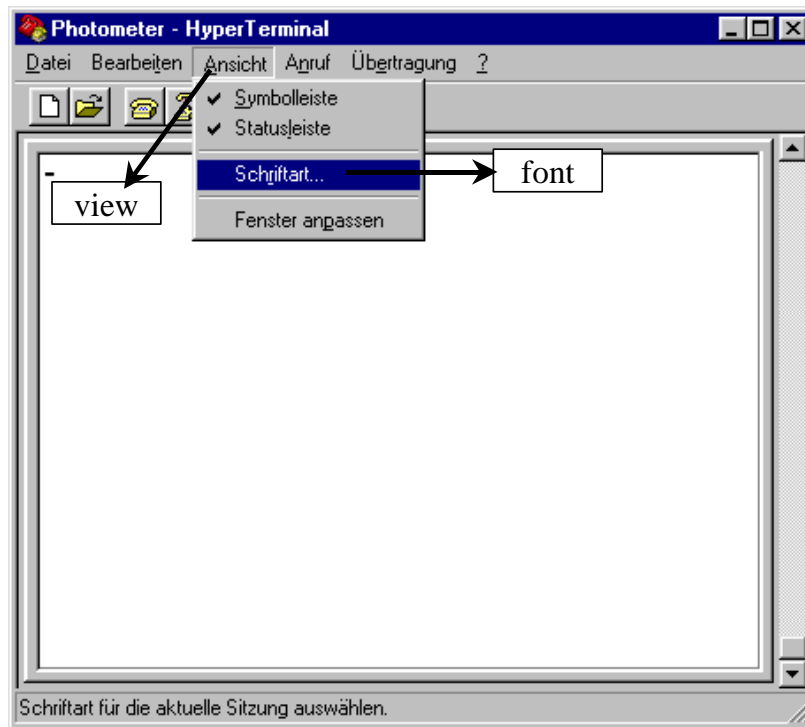 Photometer - HyperTerminal
Datei Bearbeiten Ansicht Anruf Übertragung ?
Symbolleiste
Statusleiste
Schriftart...
font
view
Fenster anpassen
Schriftart für die aktuelle Sitzung auswählen.